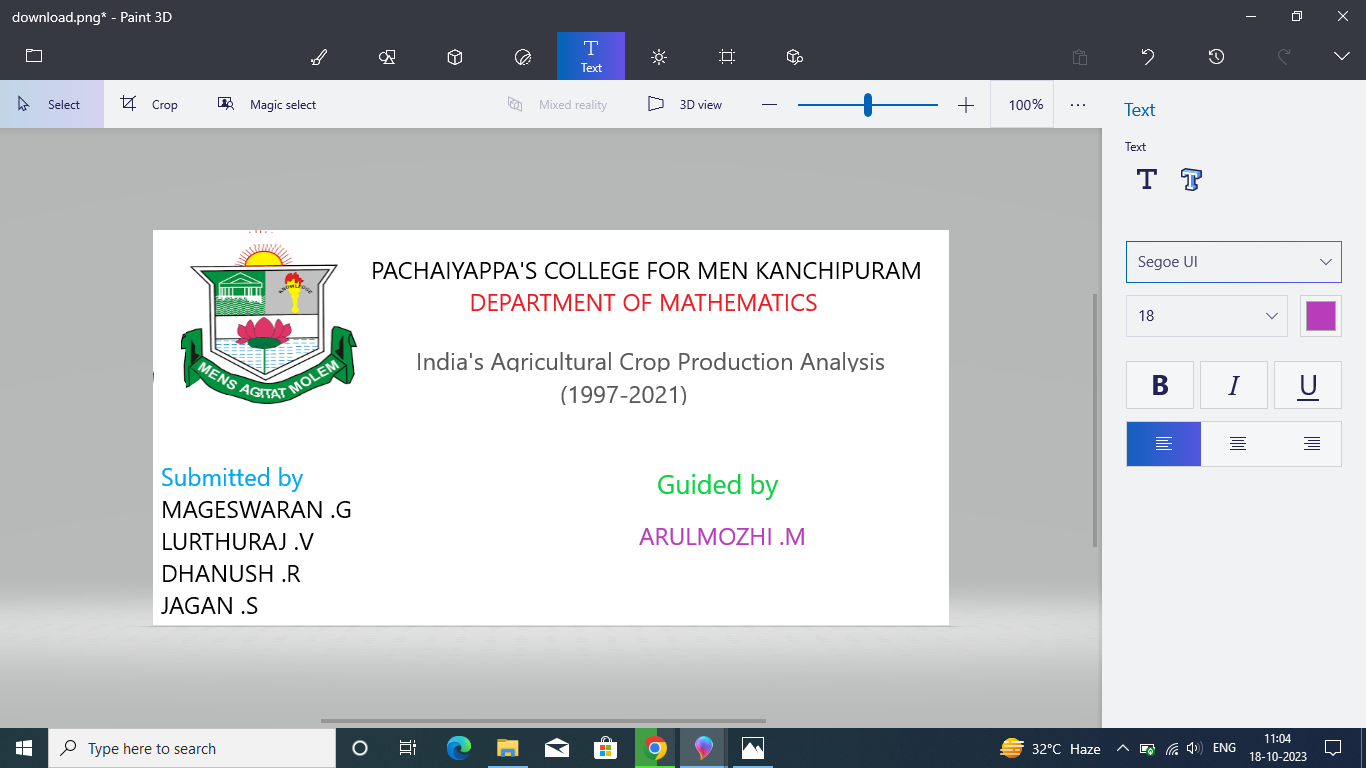 download.png* - Paint 3D
Text
Select
Crop
Magic select
Mixed reality
3D view
100%
Text
Text
T
T
Segoe UI
18
B I U
KNOWLEDGE
MENS AGITAT MOLEM
PACHAIYAPPA'S COLLEGE FOR MEN KANCHIPURAM
DEPARTMENT OF MATHEMATICS
India's Agricultural Crop Production Analysis
(1997-2021)
Submitted by
MAGESWARAN .G
LURTHURAJ .V
DHANUSH .R
JAGAN .S
Guided by
ARULMOZHI .M
Type here to search
32°C Haze
ENG
11:04
18-10-2023